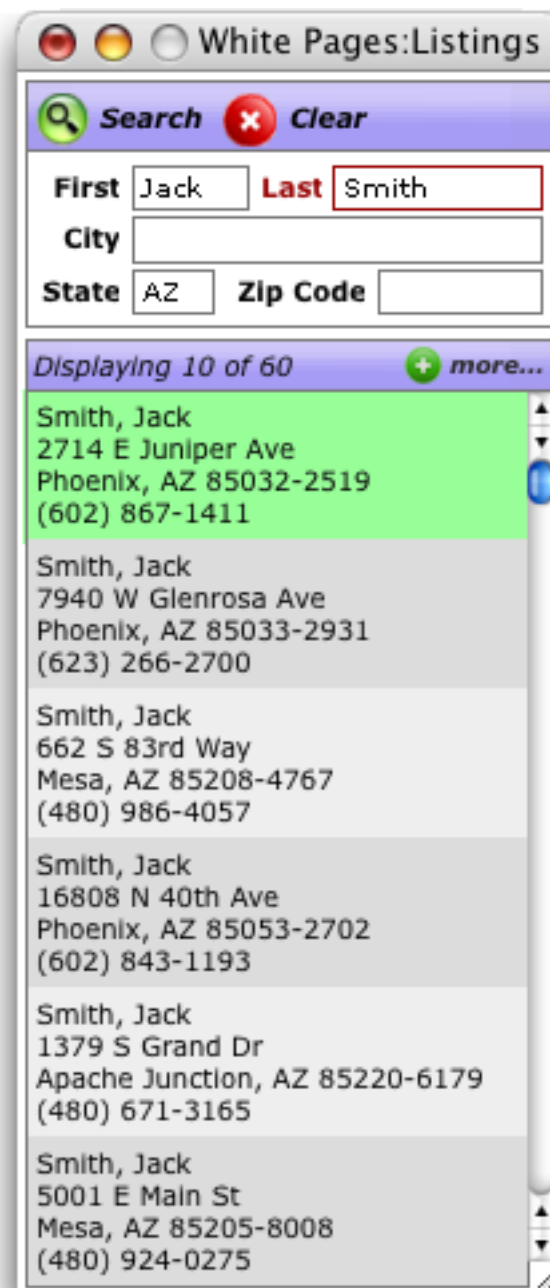 White Pages:Listings
Search Clear
First Jack Last Smith
City
State AZ Zip Code
Displaying 10 of 60 more...
Smith, Jack
2714 E Juniper Ave
Phoenix, AZ 85032-2519
(602) 867-1411
Smith, Jack
7940 W Glenrosa Ave
Phoenix, AZ 85033-2931
(623) 266-2700
Smith, Jack
662 S 83rd Way
Mesa, AZ 85208-4767
(480) 986-4057
Smith, Jack
16808 N 40th Ave
Phoenix, AZ 85053-2702
(602) 843-1193
Smith, Jack
1379 S Grand Dr
Apache Junction, AZ 85220-6179
(480) 671-3165
Smith, Jack
5001 E Main St
Mesa, AZ 85205-8008
(480) 924-0275